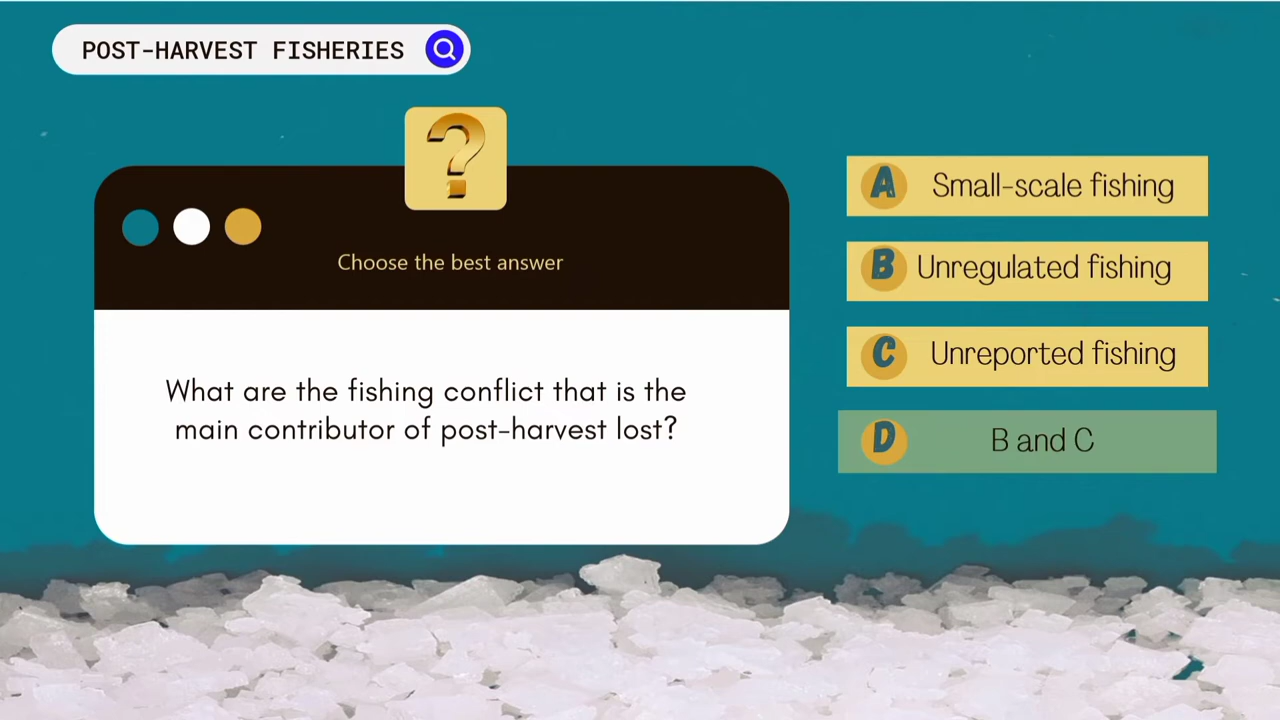 POST-HARVEST FISHERIES
?
Choose the best answer
What are the fishing conflict that is the
main contributor of post-harvest lost?
A Small-scale fishing
B Unregulated fishing
C Unreported fishing
D B and C